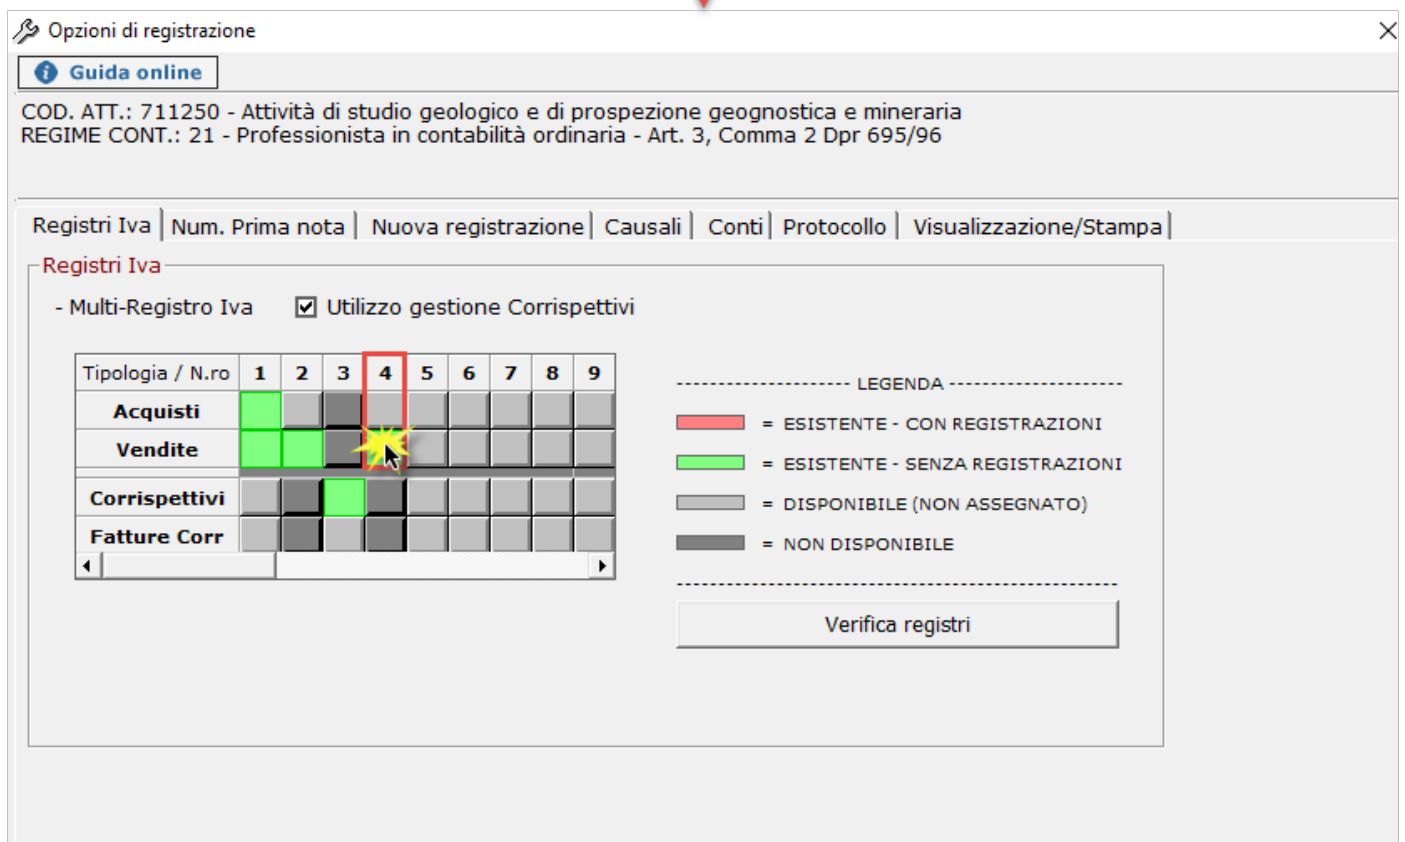 Opzioni di registrazione
Guida online
COD. ATT.: 711250 - Attività di studio geologico e di prospezione geognostica e mineraria
REGIME CONT.: 21 - Professionista in contabilità ordinaria - Art. 3, Comma 2 Dpr 695/96
Registri Iva Num. Prima nota Nuova registrazione Causali Conti Protocollo Visualizzazione/Stampa
Registri Iva
- Multi-Registro Iva Utilizzo gestione Corrispettivi
Tipologia / N.ro 1 2 3 4 5 6 7 8 9
Acquisti
Vendite
Corrispettivi
Fatture Corr
--------------------- LEGENDA ---------------------
= ESISTENTE - CON REGISTRAZIONI
= ESISTENTE - SENZA REGISTRAZIONI
= DISPONIBILE (NON ASSEGNATO)
= NON DISPONIBILE
-----------------------------------------------------
Verifica registri